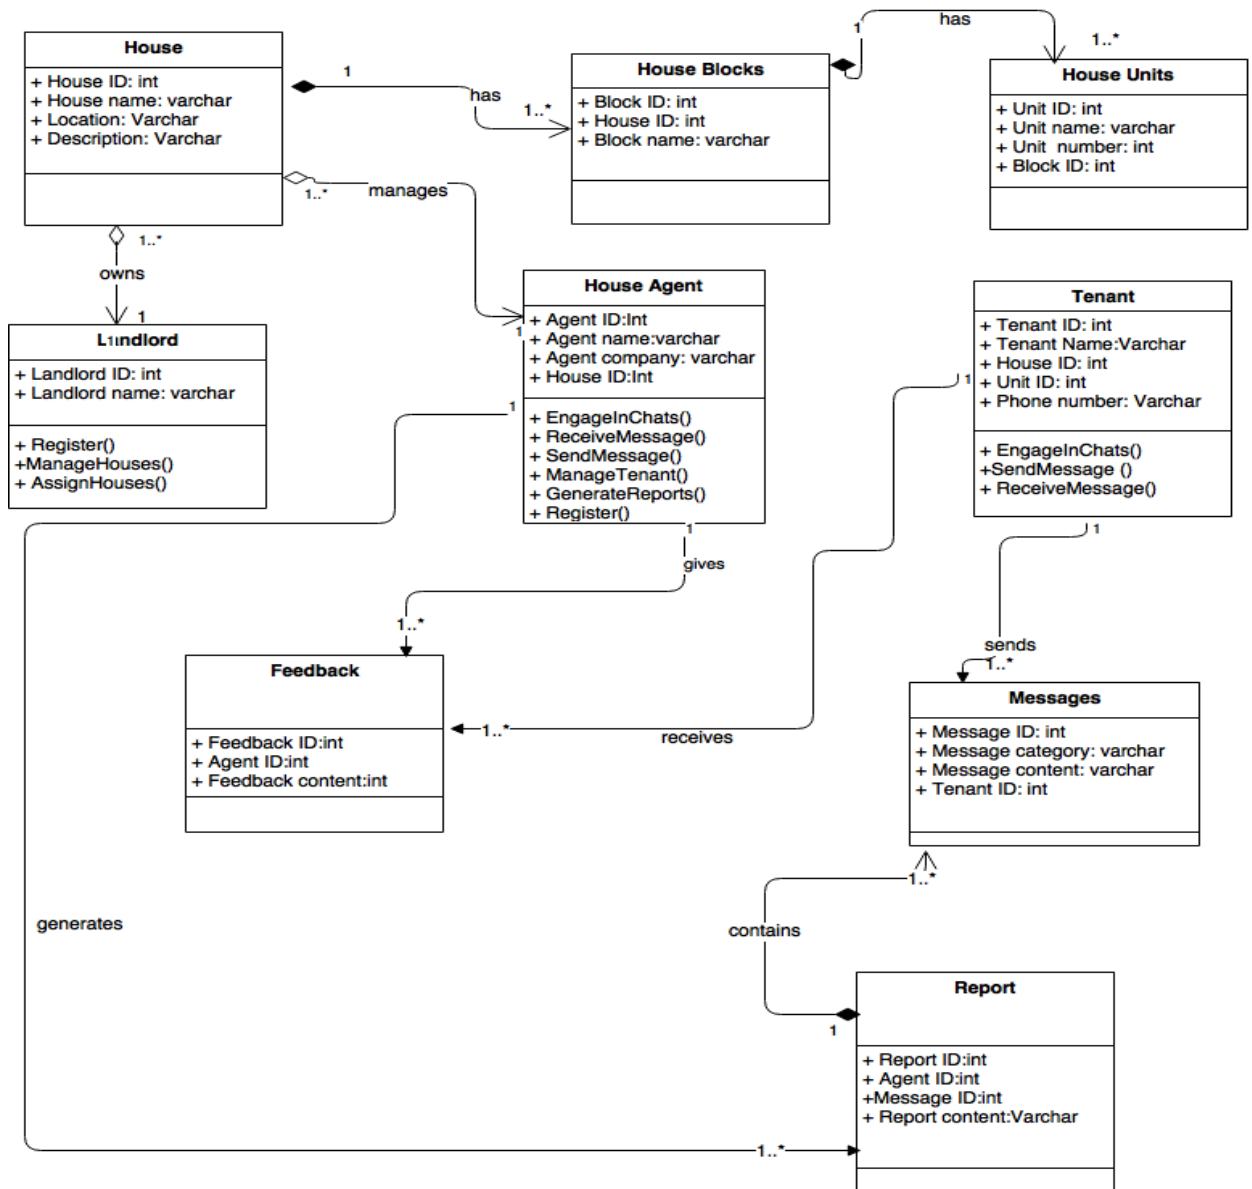 House
+ House ID: int
+ House name: varchar
+ Location: Varchar
+ Description: Varchar
1
has
1..*
House Blocks
+ Block ID: int
+ House ID: int
+ Block name: varchar
1
has
1..*
House Units
+ Unit ID: int
+ Unit name: varchar
+ Unit number: int
+ Block ID: int
1..*
manages
1
1..*
owns
1
Landlord
+ Landlord ID: int
+ Landlord name: varchar
+ Register()
+ManageHouses()
+ AssignHouses()
House Agent
+ Agent ID:Int
+ Agent name:varchar
+ Agent company: varchar
+ House ID:Int
+ EngageInChats()
+ ReceiveMessage()
+ SendMessage()
+ ManageTenant()
+ GenerateReports()
+ Register()
Tenant
+ Tenant ID: int
+ Tenant Name:Varchar
+ House ID: int
+ Unit ID: int
+ Phone number: Varchar
+ EngageInChats()
+SendMessage ()
+ ReceiveMessage()
1
1
1
gives
1..*
1
sends
1..*
Feedback
+ Feedback ID:int
+ Agent ID:int
+ Feedback content:int
1..*
receives
Messages
+ Message ID: int
+ Message category: varchar
+ Message content: varchar
+ Tenant ID: int
1..*
contains
1
generates
1..*
Report
+ Report ID:int
+ Agent ID:int
+Message ID:int
+ Report content:Varchar